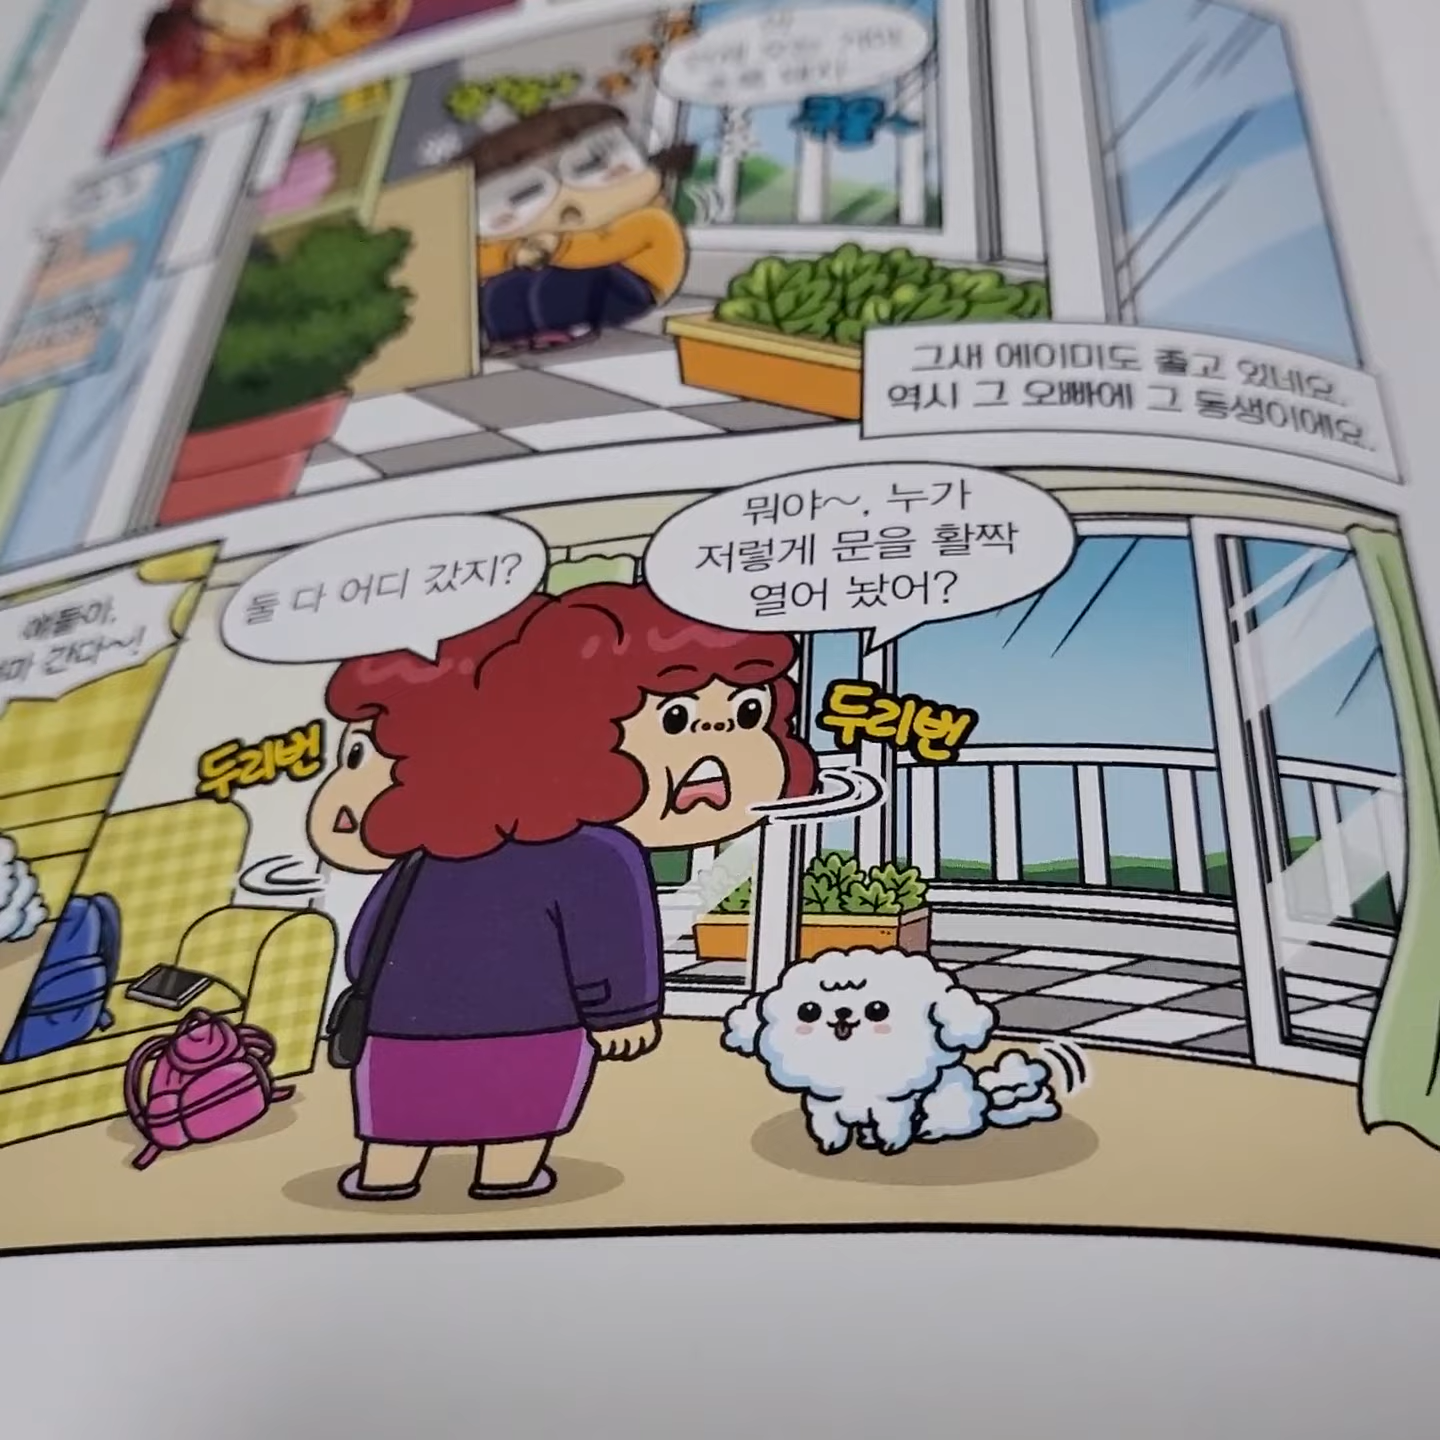 쿠울~
그새 에이미도 졸고 있네요.
역시 그 오빠에 그 동생이에요.
얘들아,
간다~!
둘 다 어디 갔지?
뭐야~. 누가
저렇게 문을 활짝
열어 놨어?
두리번
두리번